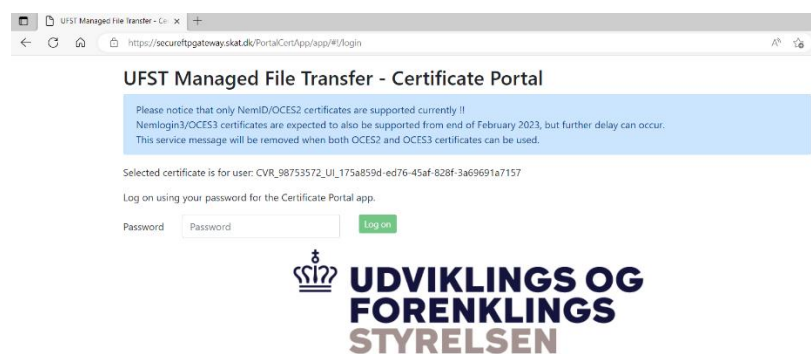 UFST Managed File Transfer - Cer
https://secureftpgateway.skat.dk/PortalCertApp/app/#!/login
UFST Managed File Transfer - Certificate Portal
Please notice that only NemID/OCES2 certificates are supported currently !!
Nemlogin3/OCES3 certificates are expected to also be supported from end of February 2023, but further delay can occur.
This service message will be removed when both OCES2 and OCES3 certificates can be used.
Selected certificate is for user: CVR_98753572_UI_175a859d-ed76-45af-828f-3a69691a7157
Log on using your password for the Certificate Portal app.
Password Password Log on
UDVIKLINGS OG
FORENKLINGS
STYRELSEN